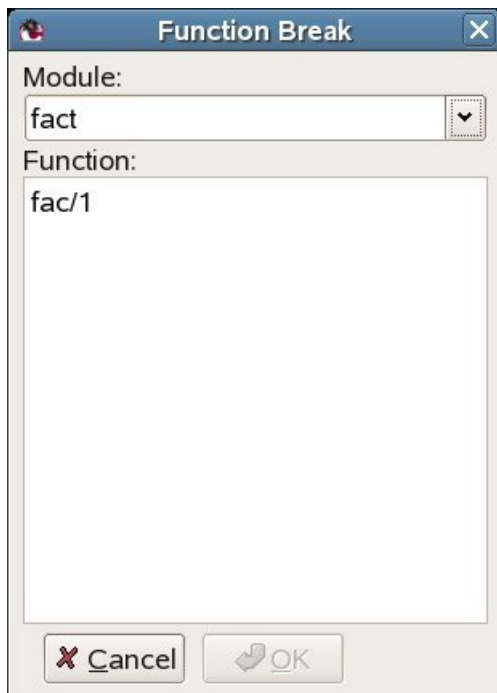 Function Break
Module:
fact
Function:
fac/1
Cancel
OK